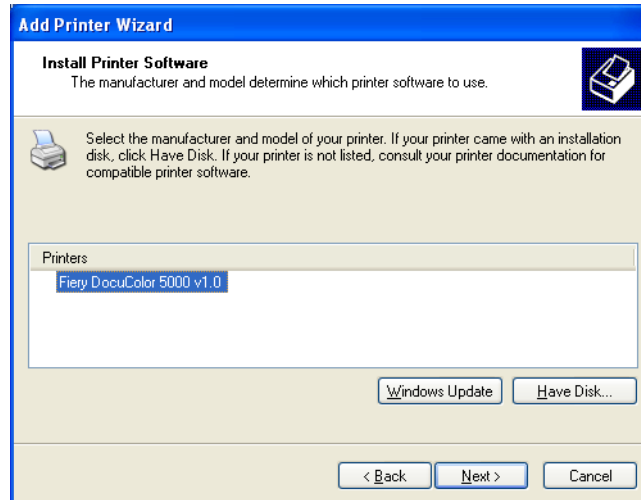 Add Printer Wizard
Install Printer Software
The manufacturer and model determine which printer software to use.
Select the manufacturer and model of your printer. If your printer came with an installation
disk, click Have Disk. If your printer is not listed, consult your printer documentation for
compatible printer software.
Printers
Fiery DocuColor 5000 v1.0
Windows Update
Have Disk...
< Back
Next >
Cancel